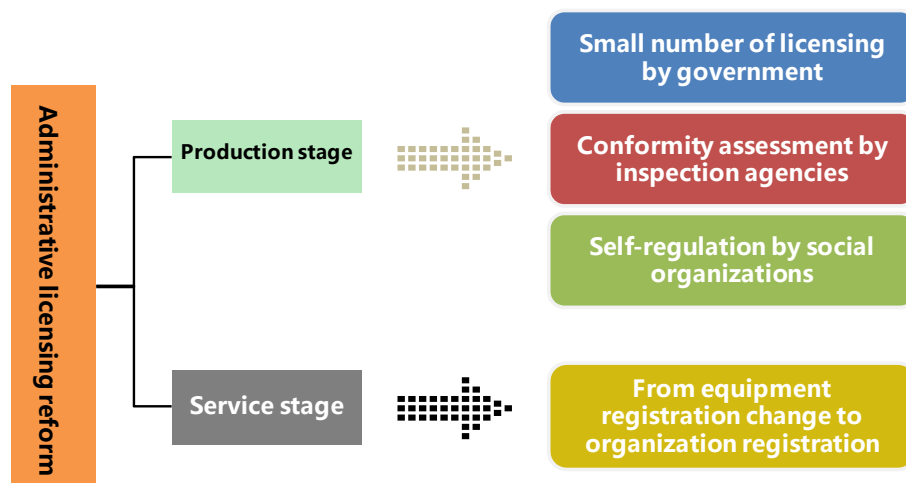 Administrative licensing reform
Production stage
Small number of licensing
by government
Conformity assessment by
inspection agencies
Self-regulation by social
organizations
Service stage
From equipment
registration change to
organization registration